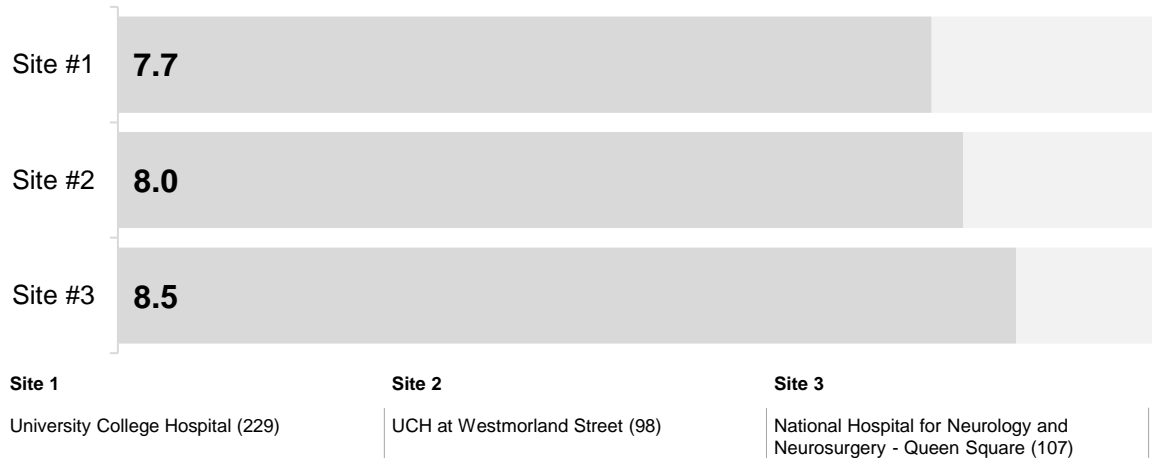 Site #1
7.7
Site #2
8.0
Site #3
8.5
Site 1
University College Hospital (229)
Site 2
UCH at Westmorland Street (98)
Site 3
National Hospital for Neurology and
Neurosurgery - Queen Square (107)